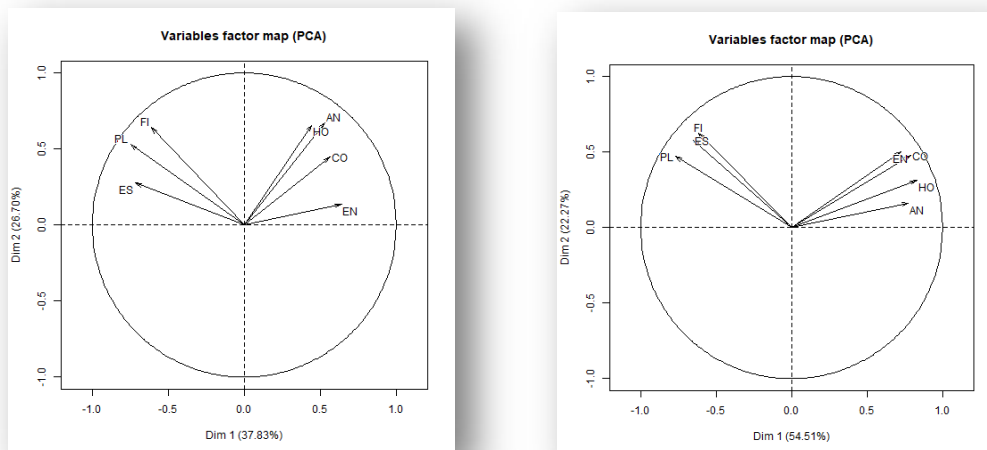 Variables factor map (PCA)
1.0
0.5
0.0
-0.5
-1.0
Dim 2 (26.70%)
FI
PL
ES
AN
HO
CO
EN
-1.0 -0.5 0.0 0.5 1.0
Dim 1 (37.83%)
Variables factor map (PCA)
1.0
0.5
0.0
-0.5
-1.0
Dim 2 (22.27%)
FI
ES
PL
EN
CO
HO
AN
-1.0 -0.5 0.0 0.5 1.0
Dim 1 (54.51%)